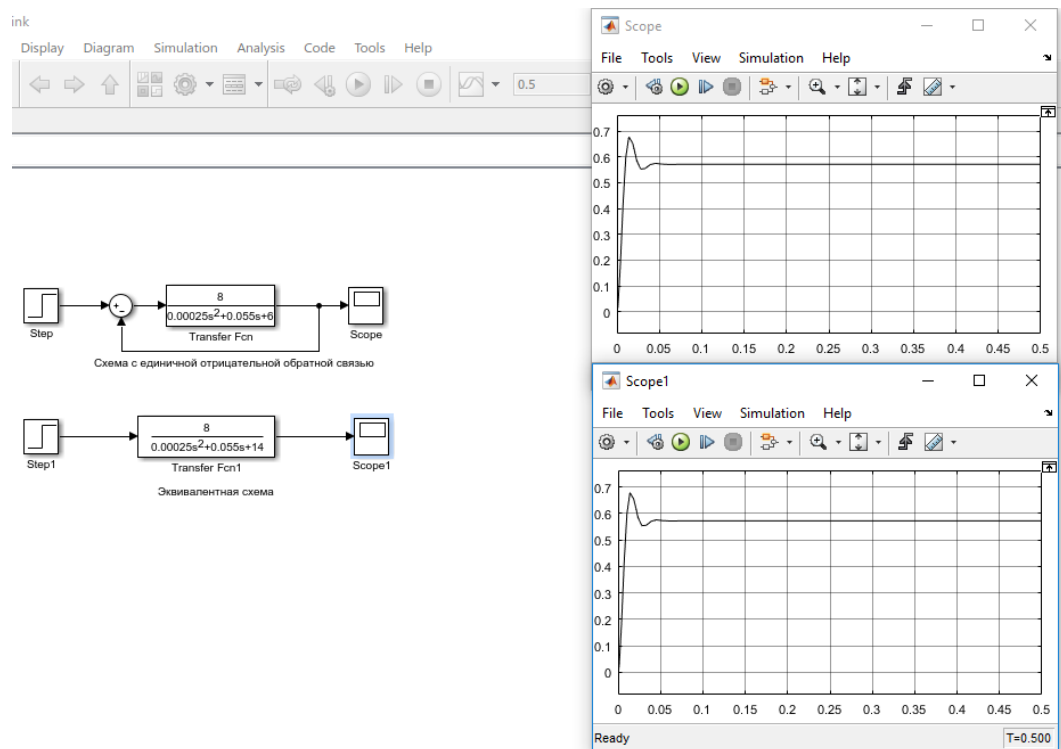 ink
Display Diagram Simulation Analysis Code Tools Help
0.5
Step
+
-
8
0.00025s²+0.055s+6
Transfer Fcn
Scope
Схема с единичной отрицательной обратной связью
Step1
8
0.00025s²+0.055s+14
Transfer Fcn1
Scope1
Эквивалентная схема
Scope
File Tools View Simulation Help
0.7
0.6
0.5
0.4
0.3
0.2
0.1
0
0 0.05 0.1 0.15 0.2 0.25 0.3 0.35 0.4 0.45 0.5
Scope1
File Tools View Simulation Help
0.7
0.6
0.5
0.4
0.3
0.2
0.1
0
0 0.05 0.1 0.15 0.2 0.25 0.3 0.35 0.4 0.45 0.5
Ready T=0.500